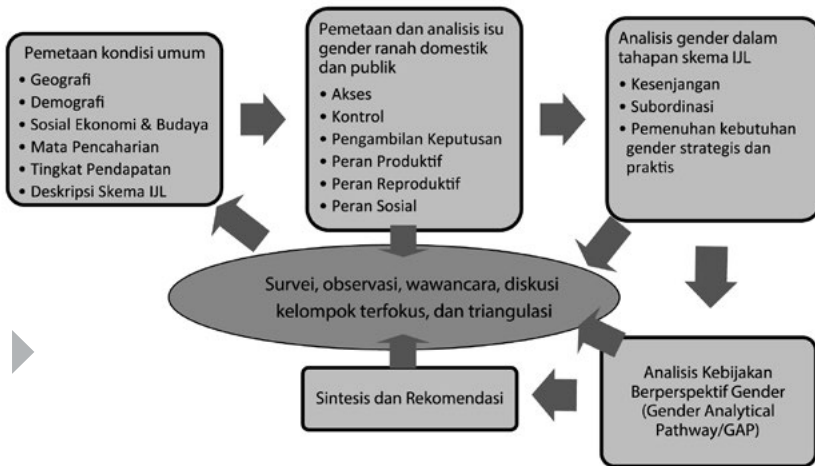 Pemetaan kondisi umum
• Geografi
• Demografi
• Sosial Ekonomi & Budaya
• Mata Pencaharian
• Tingkat Pendapatan
• Deskripsi Skema IJL
Pemetaan dan analisis isu
gender ranah domestik
dan publik
• Akses
• Kontrol
• Pengambilan Keputusan
• Peran Produktif
• Peran Reproduktif
• Peran Sosial
Analisis gender dalam
tahapan skema IJL
• Kesenjangan
• Subordinasi
• Pemenuhan kebutuhan
gender strategis dan
praktis
Survei, observasi, wawancara, diskusi
kelompok terfokus, dan triangulasi
Sintesis dan Rekomendasi
Analisis Kebijakan
Berperspektif Gender
(Gender Analytical
Pathway/GAP)